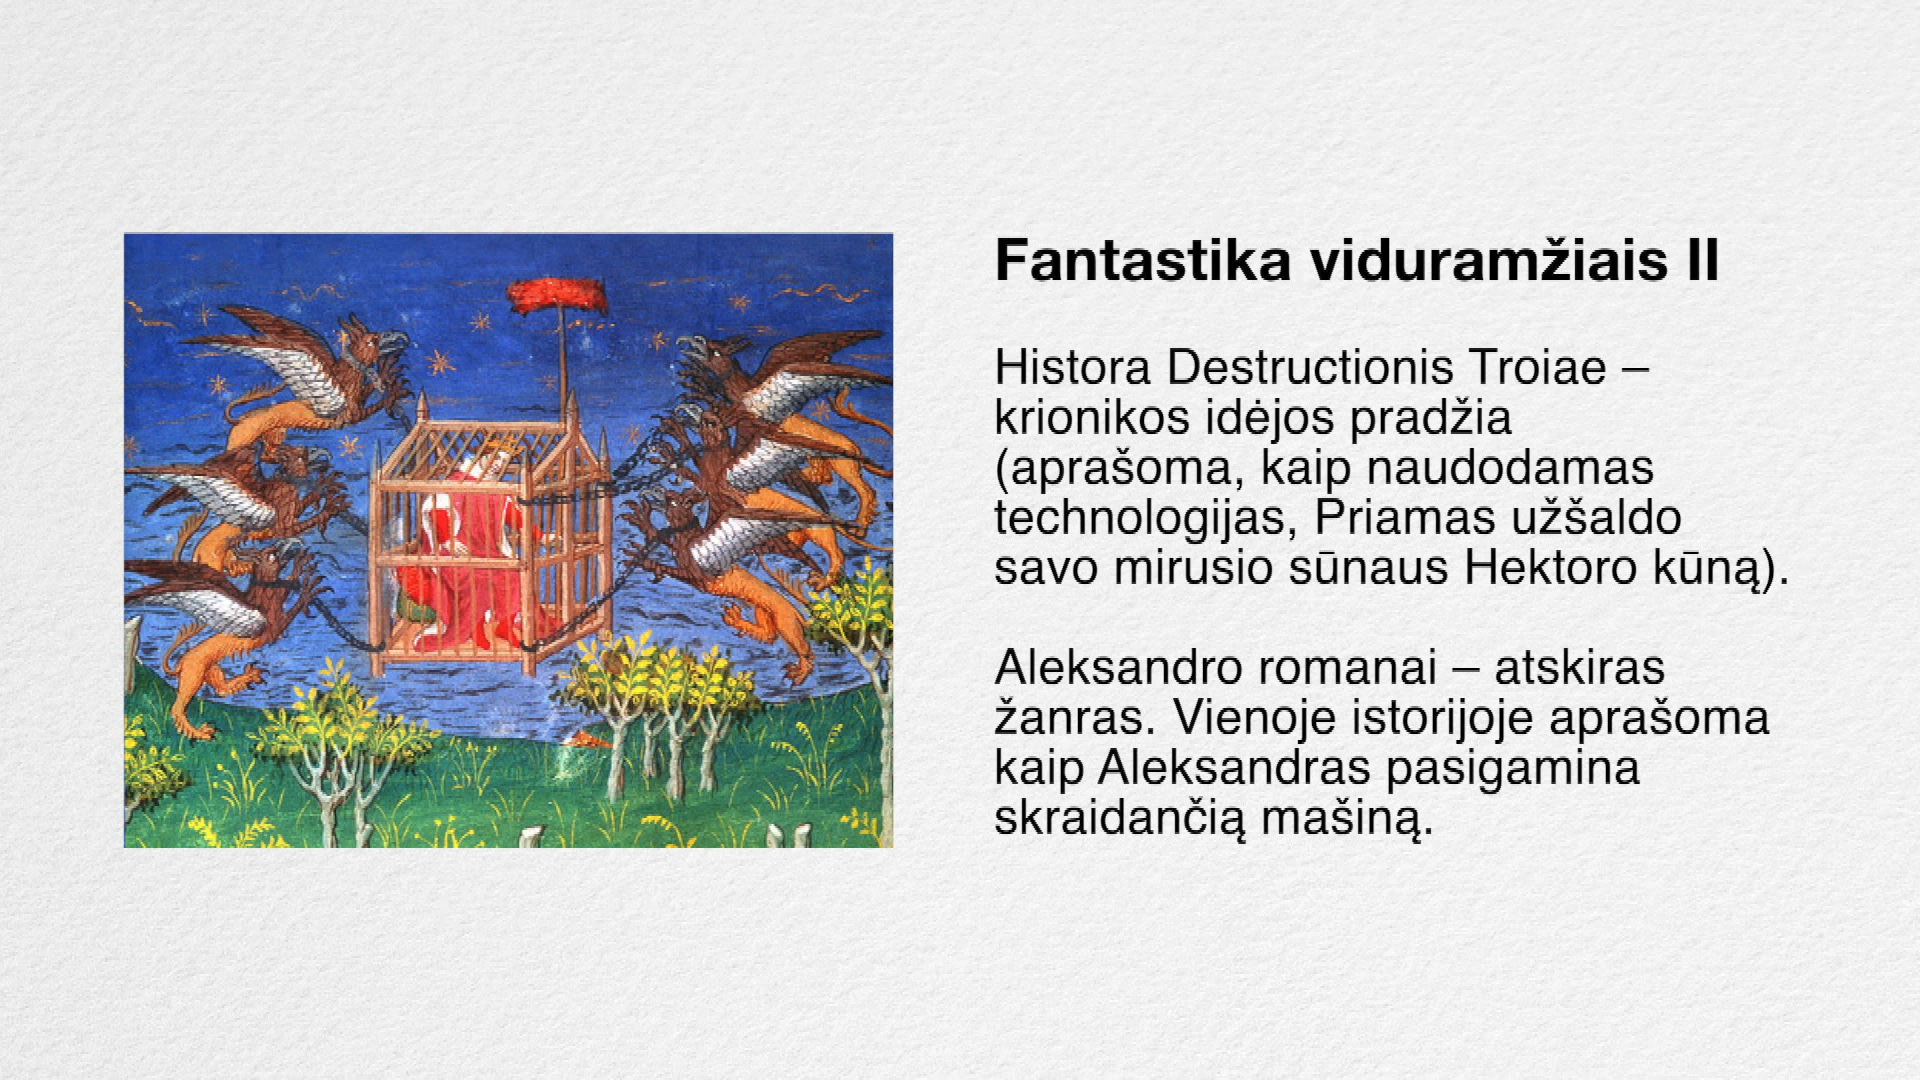 Fantastika viduramžiais II
Histora Destructionis Troiae –
krionikos idėjos pradžia
(aprašoma, kaip naudodamas
technologijas, Priamas užšaldo
savo mirusio sūnaus Hektoro kūną).
Aleksandro romanai – atskiras
žanras. Vienoje istorijoje aprašoma
kaip Aleksandras pasigamina
skraidančią mašiną.